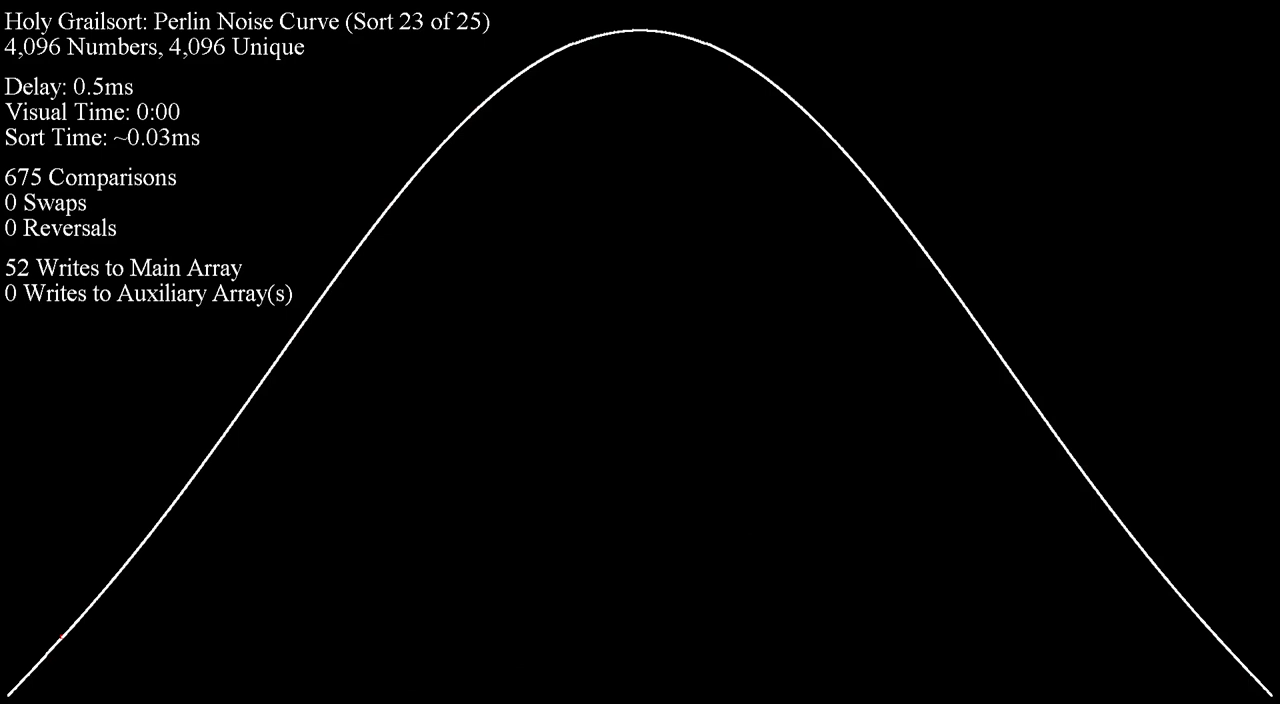 Holy Grailsort: Perlin Noise Curve (Sort 23 of 25)
4,096 Numbers, 4,096 Unique
Delay: 0.5ms
Visual Time: 0:00
Sort Time: ~0.03ms
675 Comparisons
0 Swaps
0 Reversals
52 Writes to Main Array
0 Writes to Auxiliary Array(s)